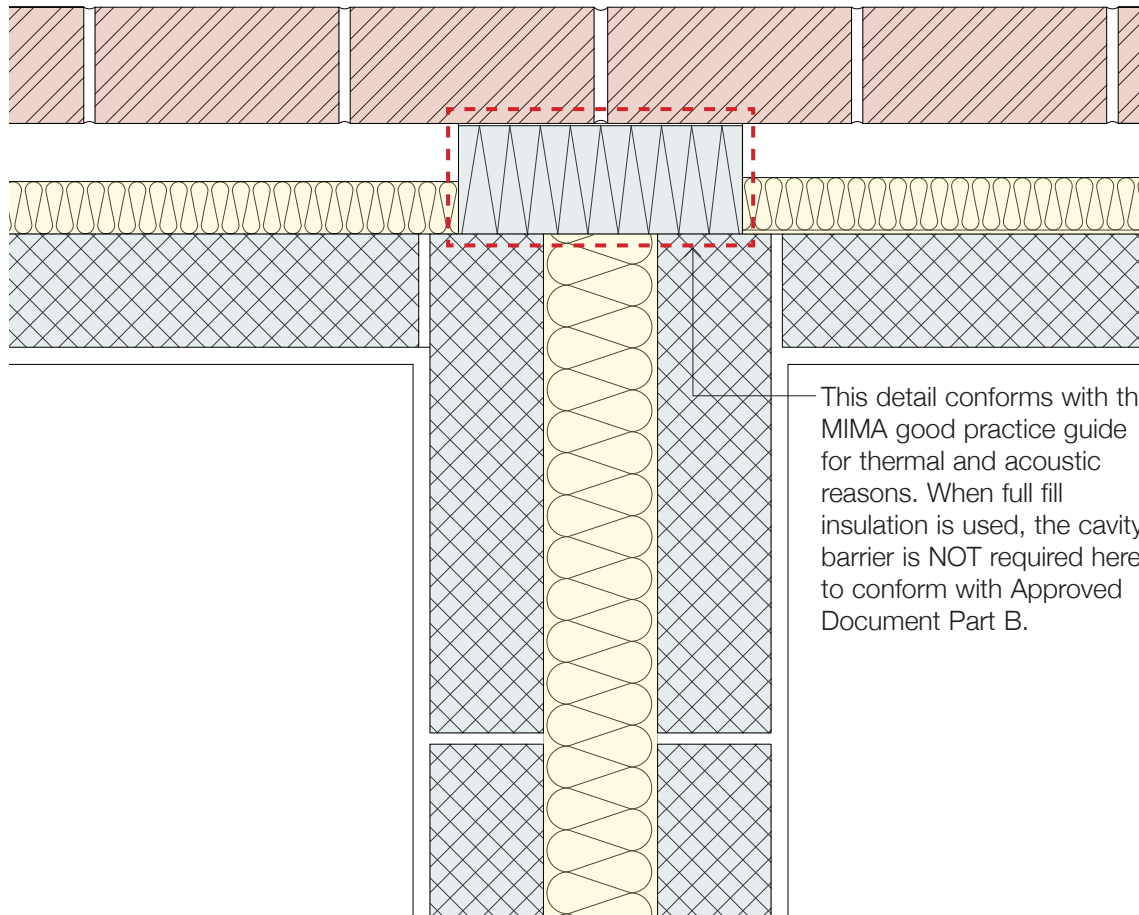 This detail conforms with th
MIMA good practice guide
for thermal and acoustic
reasons. When full fill
insulation is used, the cavity
barrier is NOT required here
to conform with Approved
Document Part B.